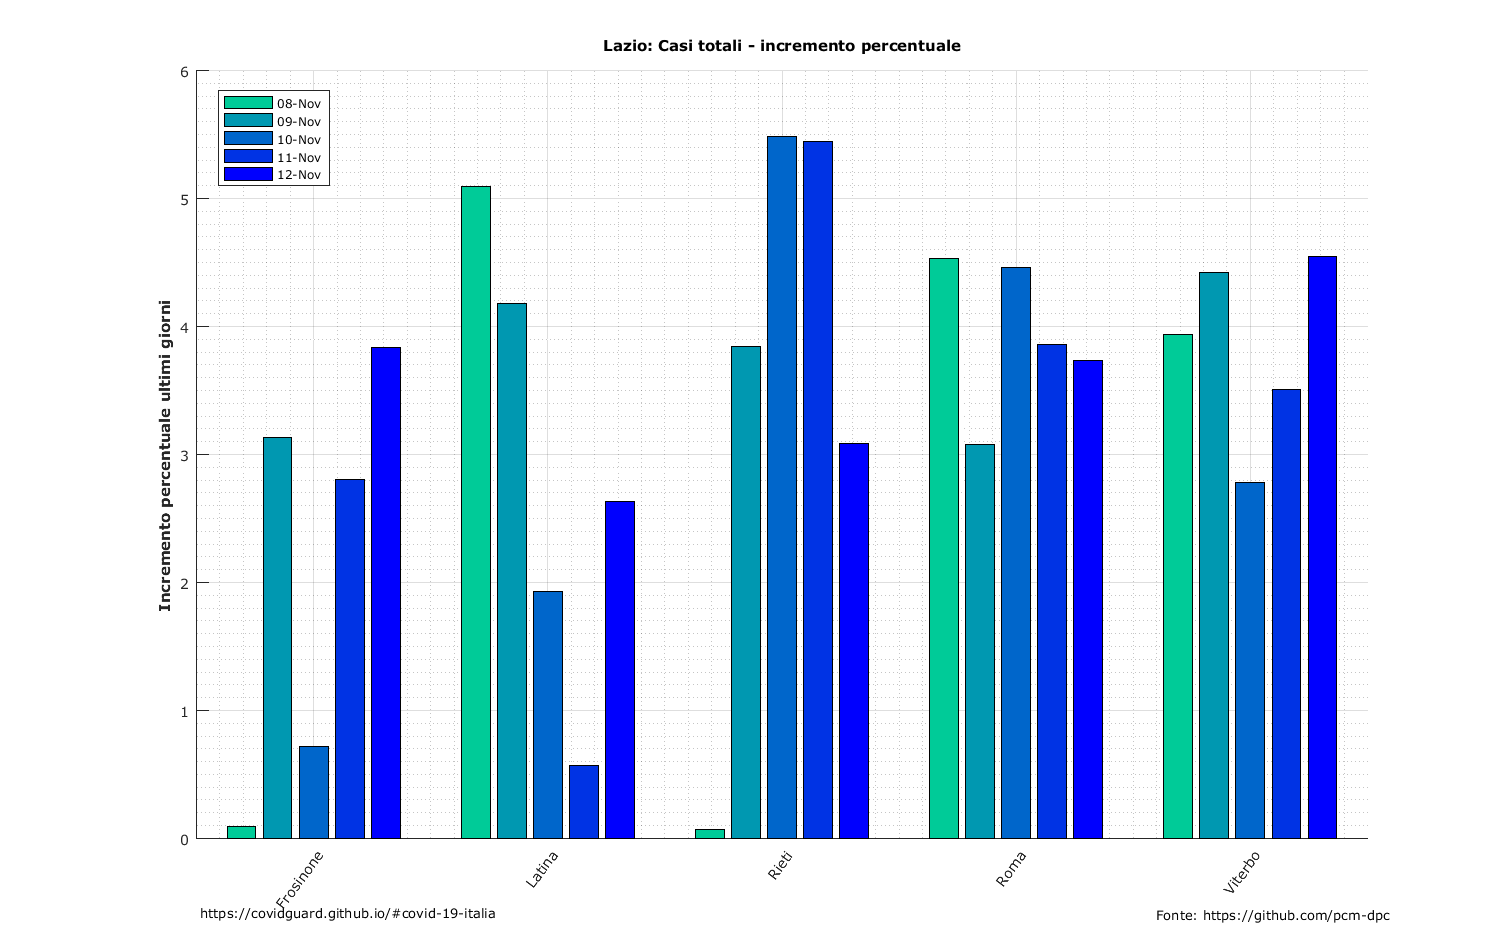 Lazio: Casi totali - incremento percentuale
6
5
4
3
2
1
0
Incremento percentuale ultimi giorni
08-Nov
09-Nov
10-Nov
11-Nov
12-Nov
Frosinone
Latina
Rieti
Roma
Viterbo
https://covidguard.github.io/#covid-19-italia
Fonte: https://github.com/pcm-dpc